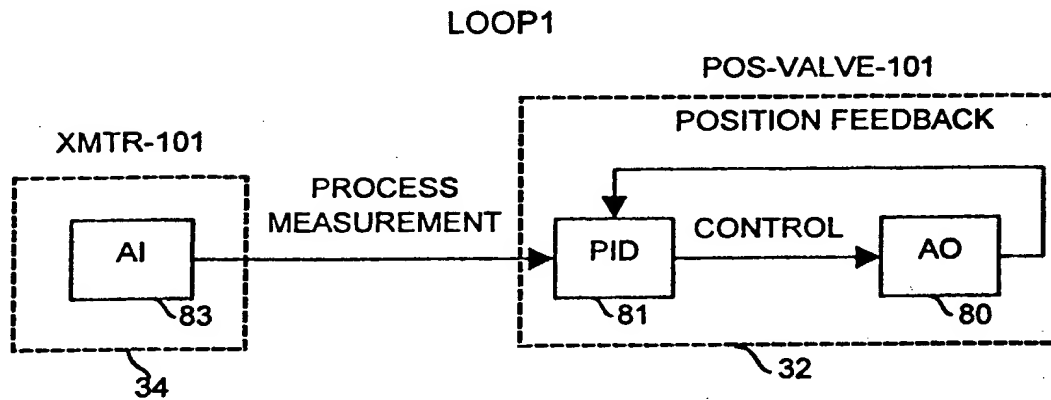 LOOP1
POS-VALVE-101
POSITION FEEDBACK
XMTR-101
PROCESS
MEASUREMENT
AI
PID
CONTROL
AO
83
81
80
34
32